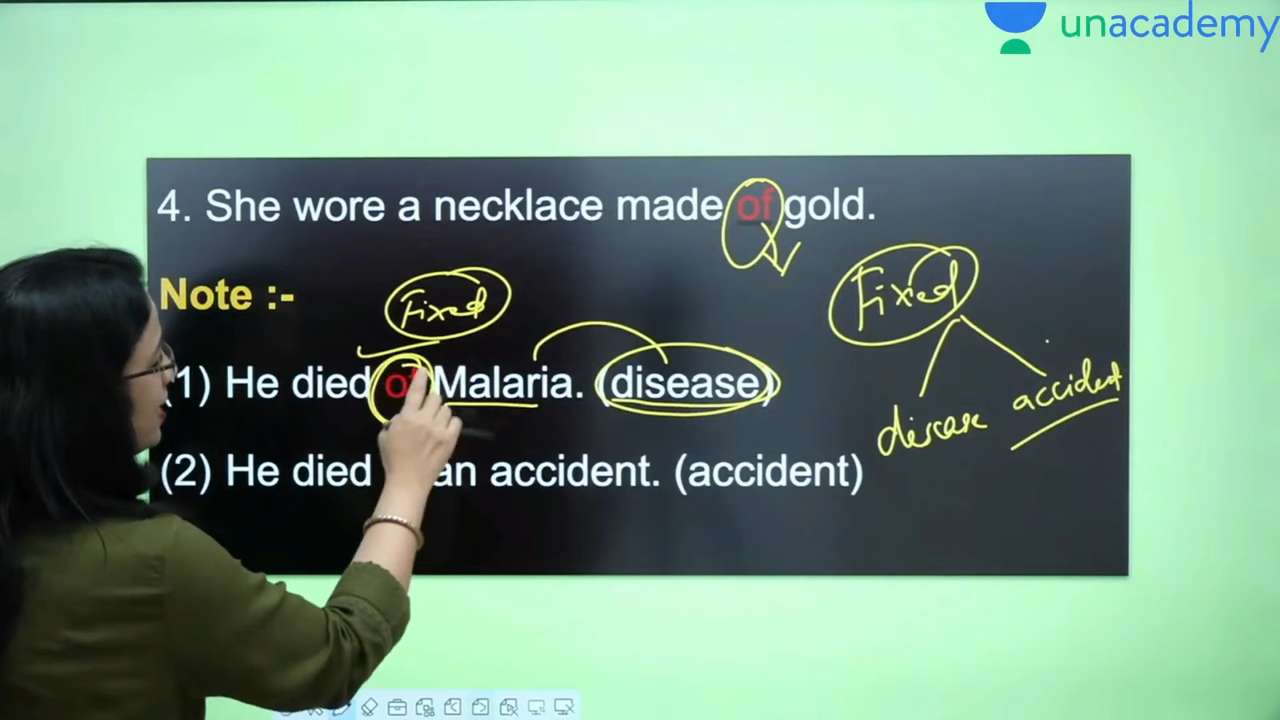 unacademy
4. She wore a necklace made of gold.
Note :-
Fixed
Fixed
1) He died of Malaria. (disease)
disease accident
(2) He died an accident. (accident)